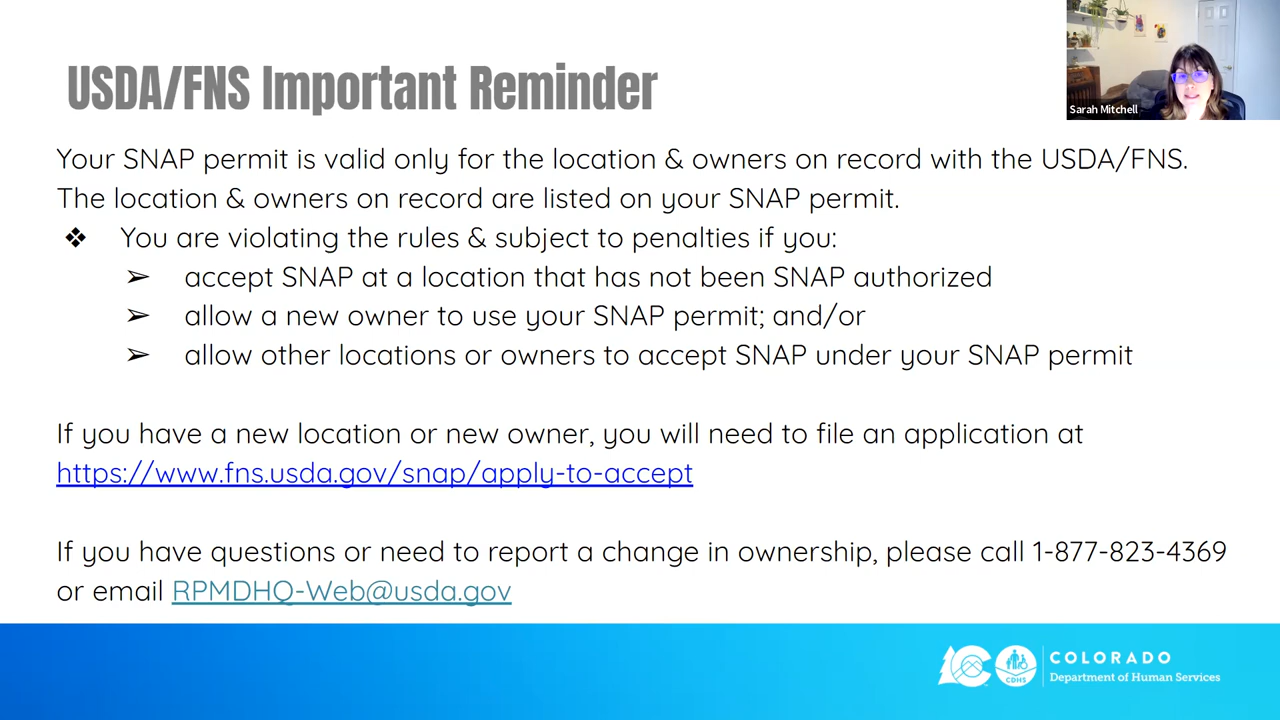 USDA/FNS Important Reminder
Sarah Mitchell
Your SNAP permit is valid only for the location & owners on record with the USDA/FNS.
The location & owners on record are listed on your SNAP permit.
❖ You are violating the rules & subject to penalties if you:
➢ accept SNAP at a location that has not been SNAP authorized
➢ allow a new owner to use your SNAP permit; and/or
➢ allow other locations or owners to accept SNAP under your SNAP permit
If you have a new location or new owner, you will need to file an application at
https://www.fns.usda.gov/snap/apply-to-accept
If you have questions or need to report a change in ownership, please call 1-877-823-4369
or email RPMDHQ-Web@usda.gov
CDHS
COLORADO
Department of Human Services